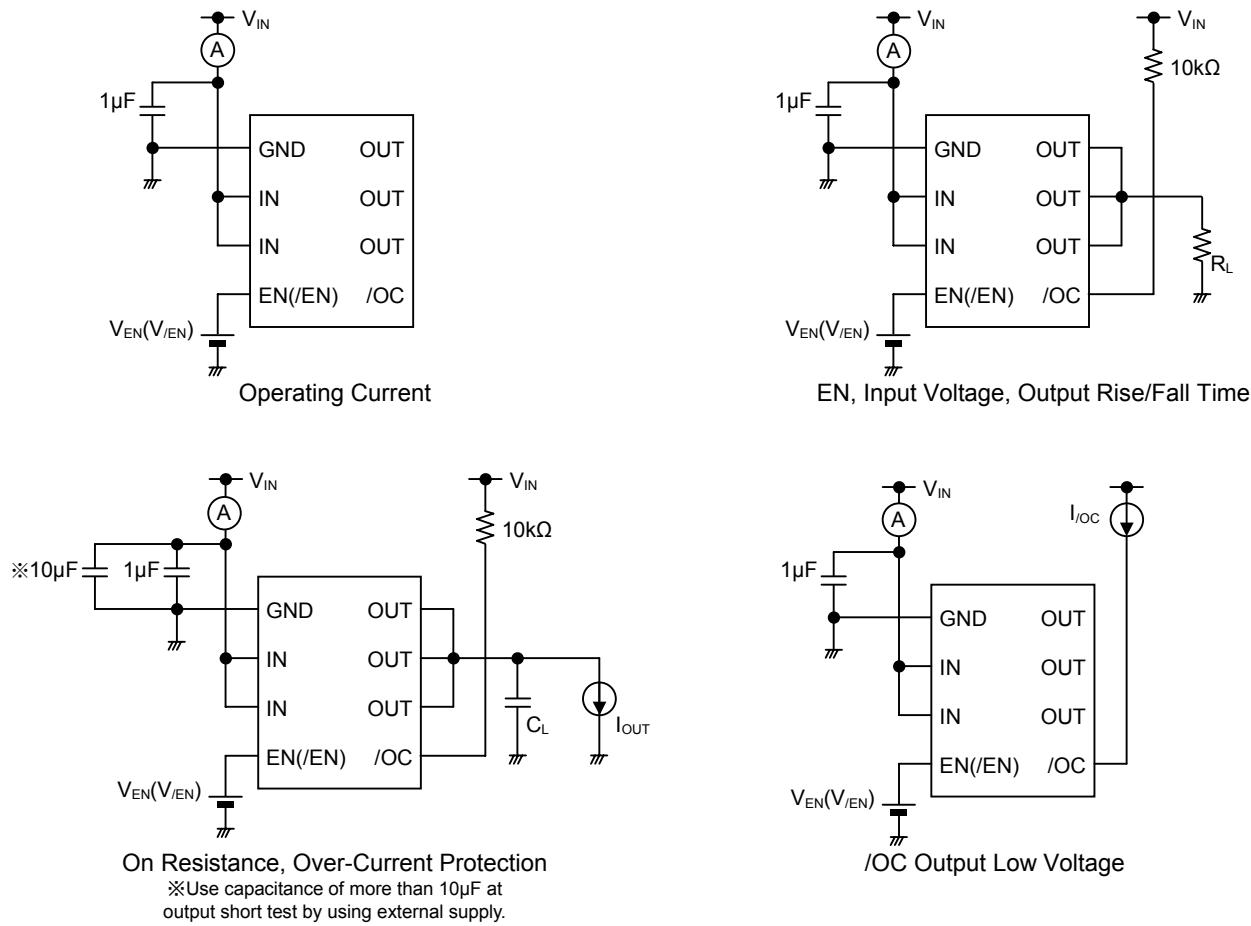 V_IN
A
1µF
GND OUT
IN OUT
IN OUT
EN(/EN) /OC
V_EN(V_/EN)
Operating Current
V_IN
V_IN
A
10kΩ
1µF
GND OUT
IN OUT
IN OUT
R_L
EN(/EN) /OC
V_EN(V_/EN)
EN, Input Voltage, Output Rise/Fall Time
V_IN
V_IN
A
10kΩ
※10µF 1µF
GND OUT
IN OUT
IN OUT
C_L
I_OUT
EN(/EN) /OC
V_EN(V_/EN)
On Resistance, Over-Current Protection
※Use capacitance of more than 10µF at
output short test by using external supply.
V_IN
A
I_/OC
1µF
GND OUT
IN OUT
IN OUT
EN(/EN) /OC
V_EN(V_/EN)
/OC Output Low Voltage